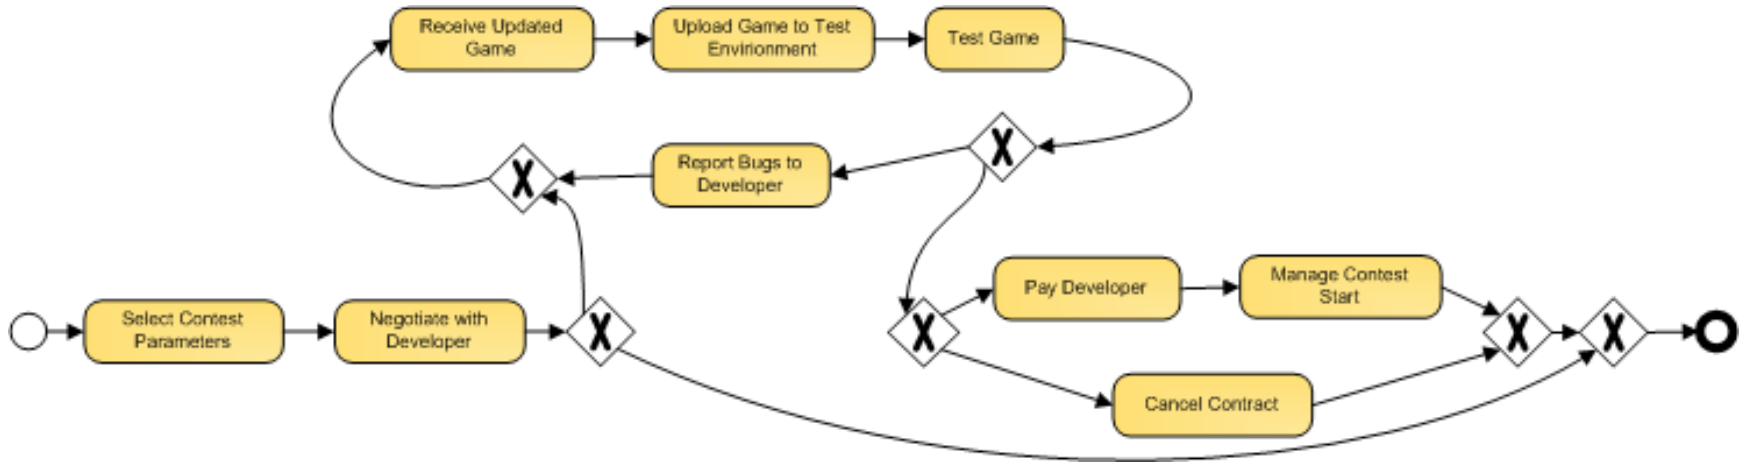 Receive Updated
Game
Upload Game to Test
Envirionment
Test Game
Report Bugs to
Developer
Select Contest
Parameters
Negotiate with
Developer
Pay Developer
Manage Contest
Start
Cancel Contract